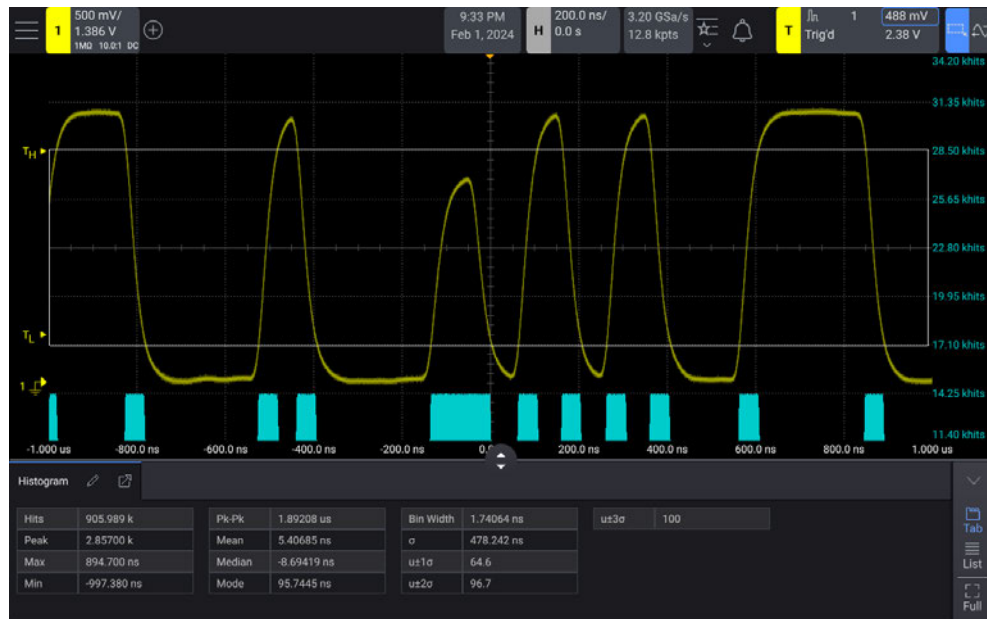 500 mV/ 9:33 PM 200.0 ns/ 3.20 GSa/s 1 488 mV
1 1.386 V Feb 1, 2024 H 0.0 s 12.8 kpts T Trig'd 2.38 V
1MΩ 10.0:1 DC
34.20 khits
31.35 khits
TH 28.50 khits
25.65 khits
22.80 khits
19.95 khits
TL 17.10 khits
1
14.25 khits
11.40 khits
-1.000 us -800.0 ns -600.0 ns -400.0 ns -200.0 ns 200.0 ns 400.0 ns 600.0 ns 800.0 ns 1.000 us
Histogram
Hits 905.989 k Pk-Pk 1.89208 us Bin Width 1.74064 ns u±3σ 100
Peak 2.85700 k Mean 5.40685 ns σ 478.242 ns
Max 894.700 ns Median -8.69419 ns u±1σ 64.6
Min -997.380 ns Mode 95.7445 ns u±2σ 96.7
Tab
List
Full